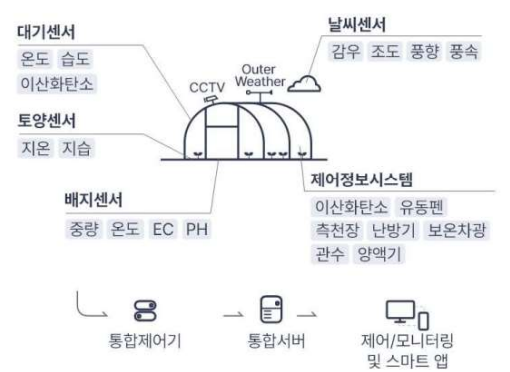 대기센서
온도 습도
이산화탄소
날씨센서
감우 조도 풍향 풍속
CCTV
Outer
Weather
토양센서
지온 지습
배지센서
중량 온도 EC PH
제어정보시스템
이산화탄소 유동펜
측천장 난방기 보온차광
관수 양액기
통합제어기
통합서버
제어/모니터링
및 스마트 앱